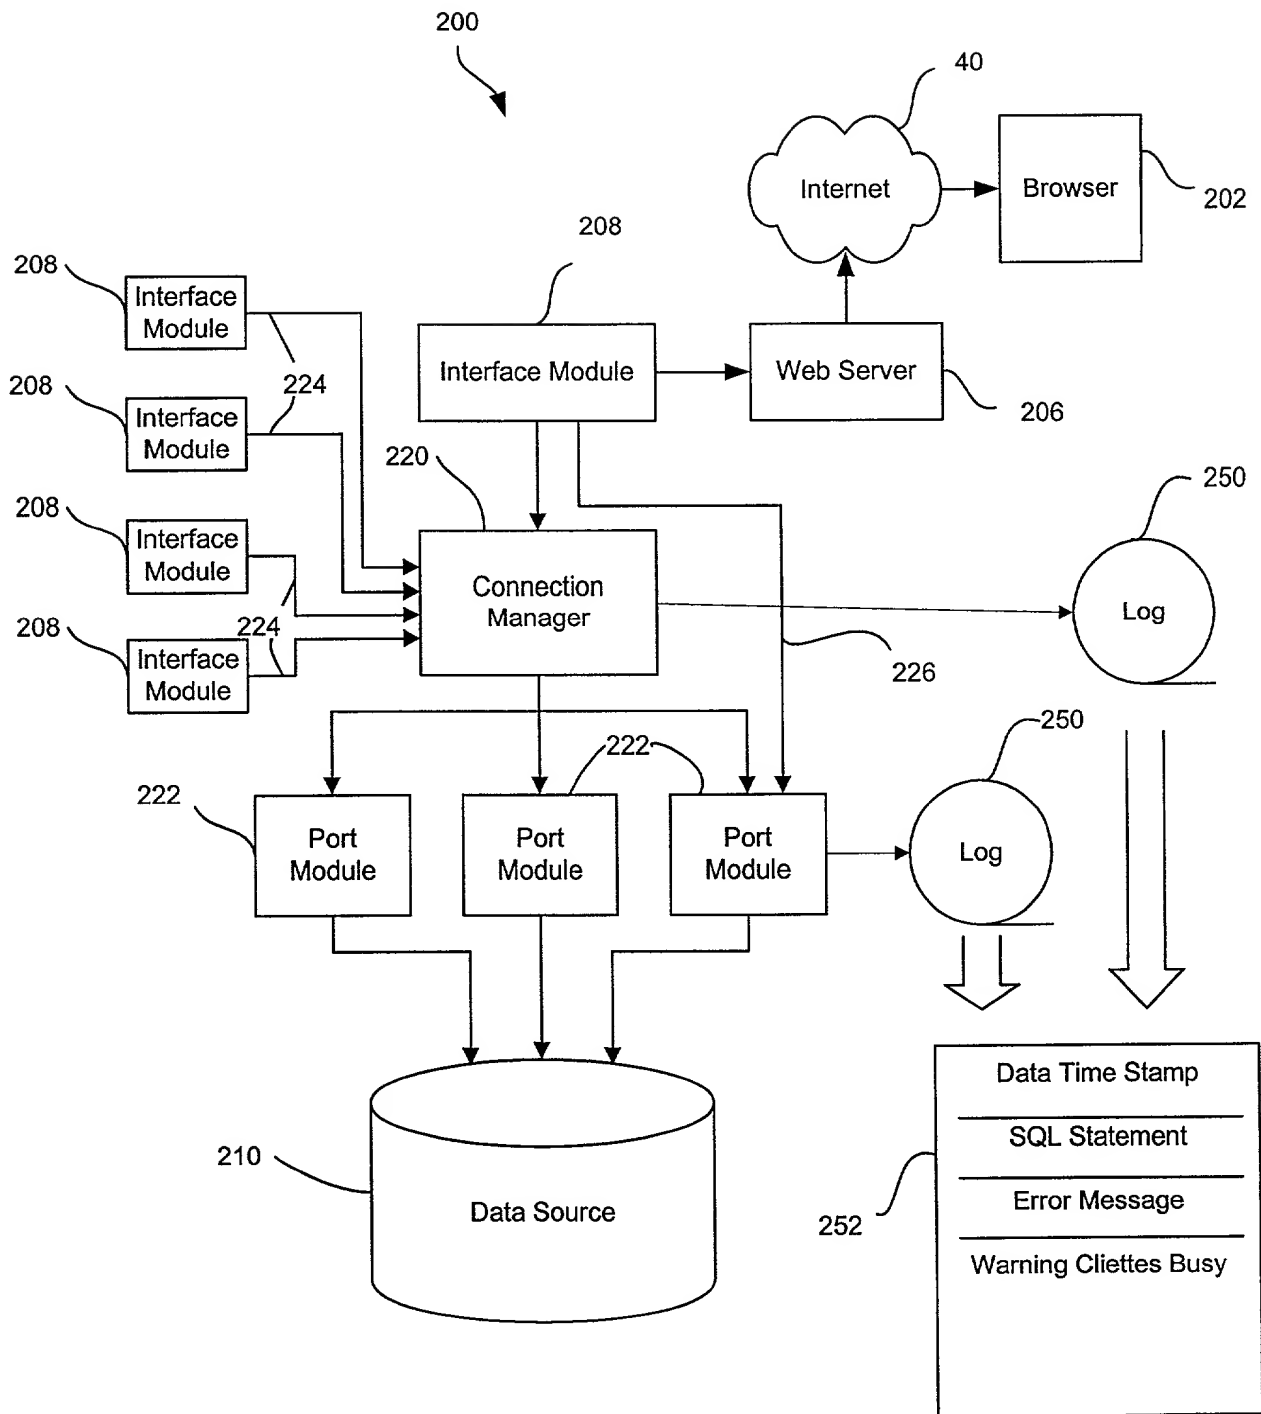 200
40
Internet
Browser
202
208
208
Interface
Module
Interface Module
Web Server
206
224
208
Interface
Module
220
250
208
Interface
Module
Connection
Manager
Log
224
208
Interface
Module
226
250
222
222
Port
Module
Port
Module
Port
Module
Log
210
Data Source
252
Data Time Stamp
SQL Statement
Error Message
Warning Cliettes Busy